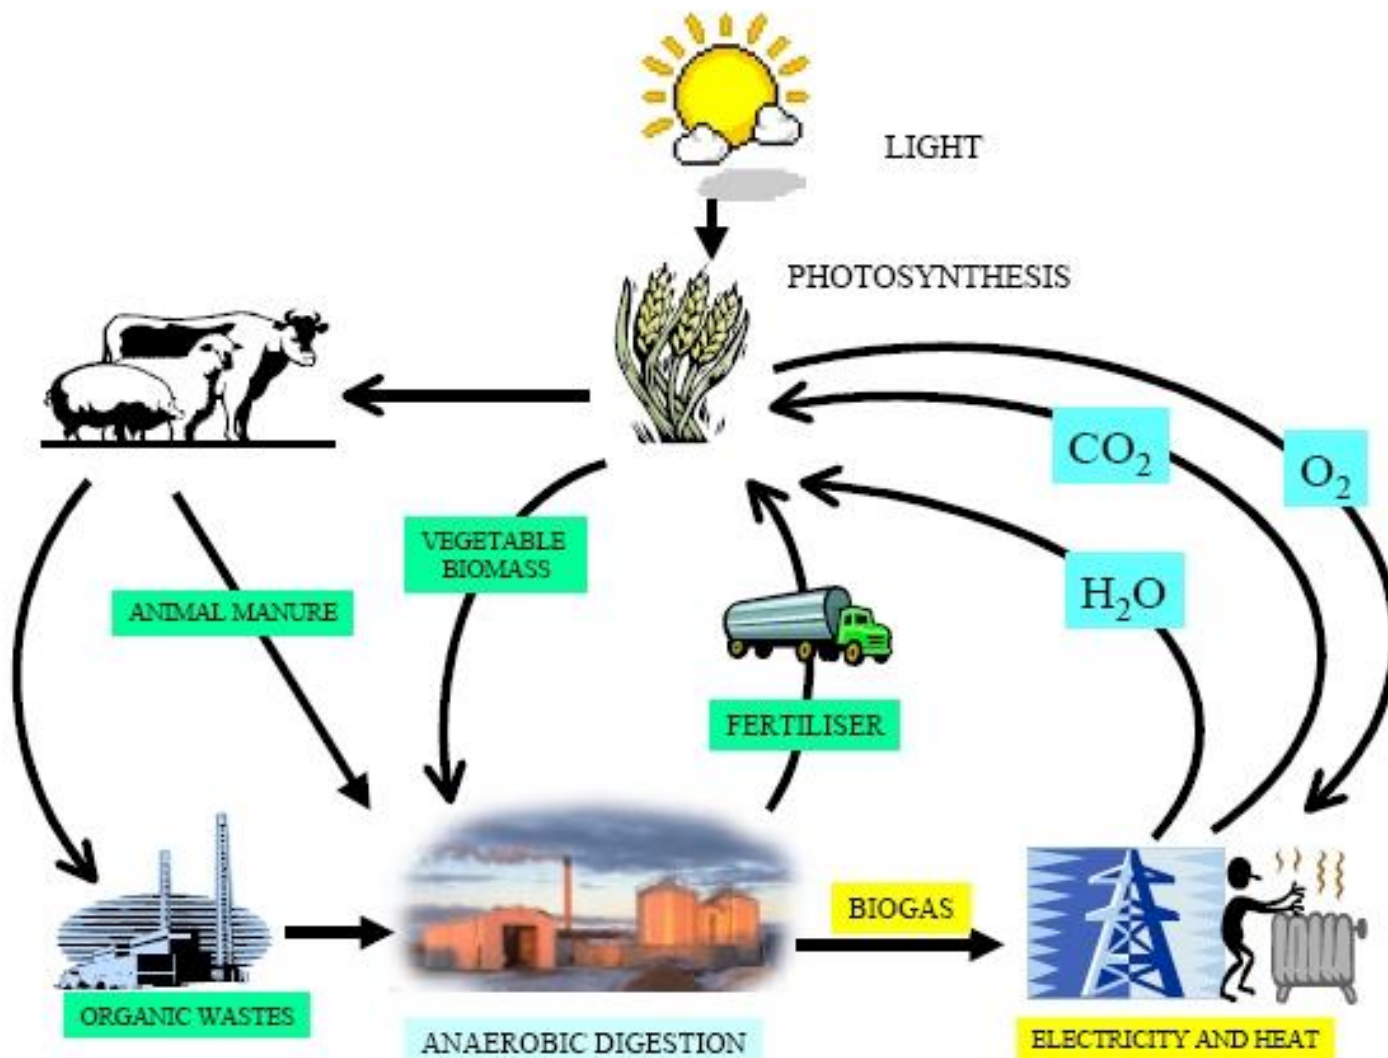 LIGHT
PHOTOSYNTHESIS
CO₂
O₂
VEGETABLE
BIOMASS
ANIMAL MANURE
H₂O
FERTILISER
BIOGAS
ORGANIC WASTES
ANAEROBIC DIGESTION
ELECTRICITY AND HEAT